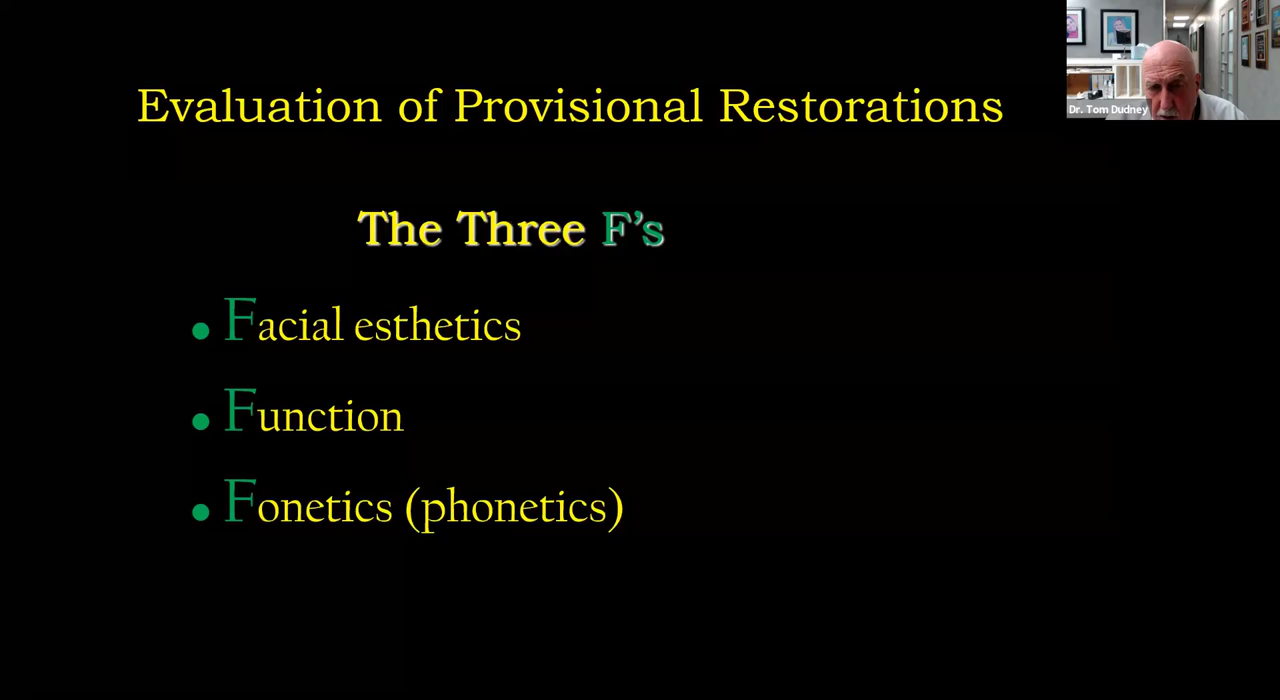 Evaluation of Provisional Restorations
Dr. Tom Dudney
The Three F's
• Facial esthetics
• Function
• Fonetics (phonetics)